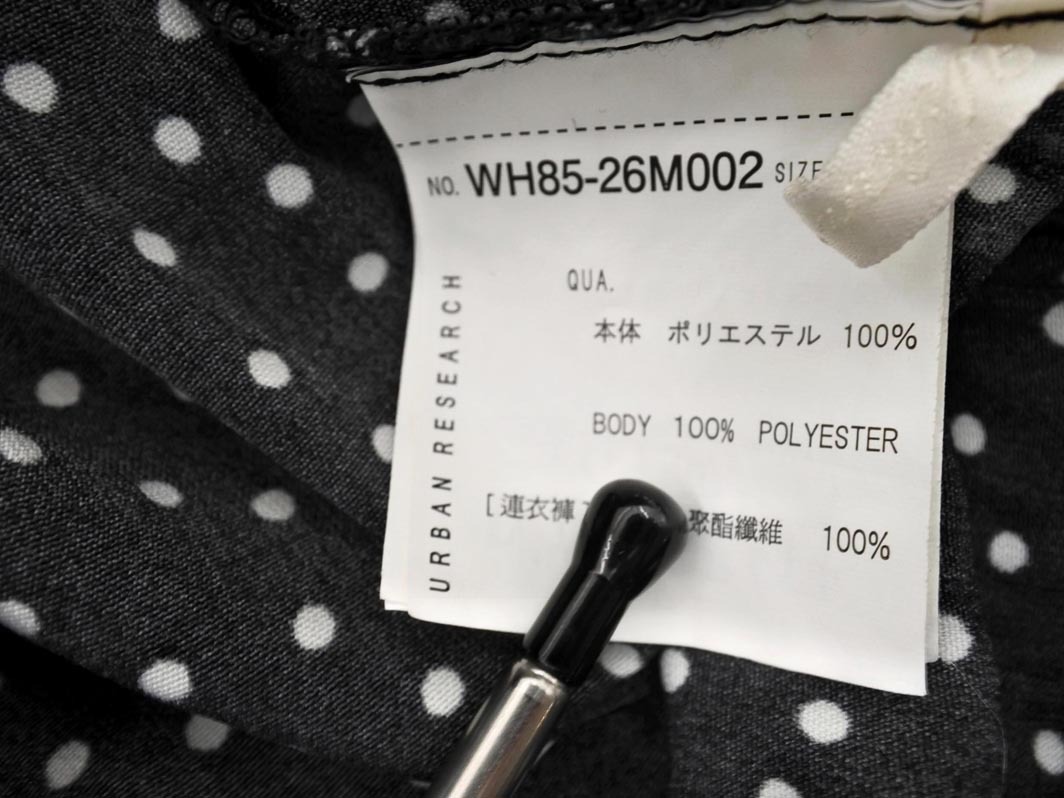 NO. WH85-26M002 SIZE
QUA.
本体 ポリエステル 100%
BODY 100% POLYESTER
[連衣褲 聚酯纖維 100%
URBAN RESEARCH